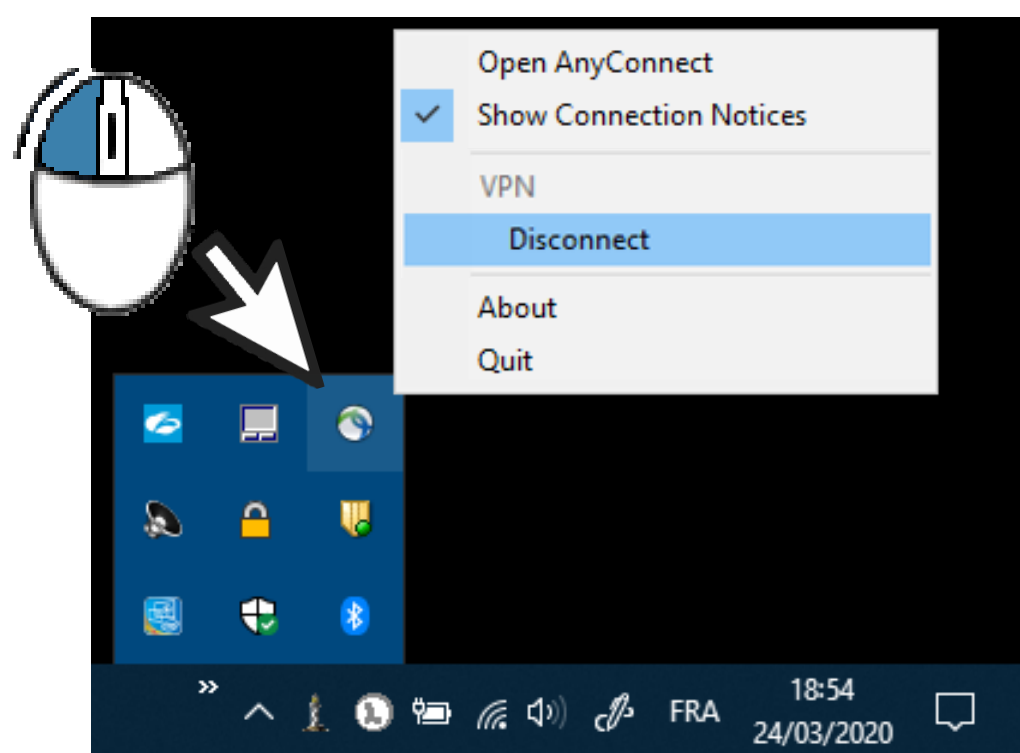 Open AnyConnect
Show Connection Notices
VPN
Disconnect
About
Quit
FRA
18:54
24/03/2020